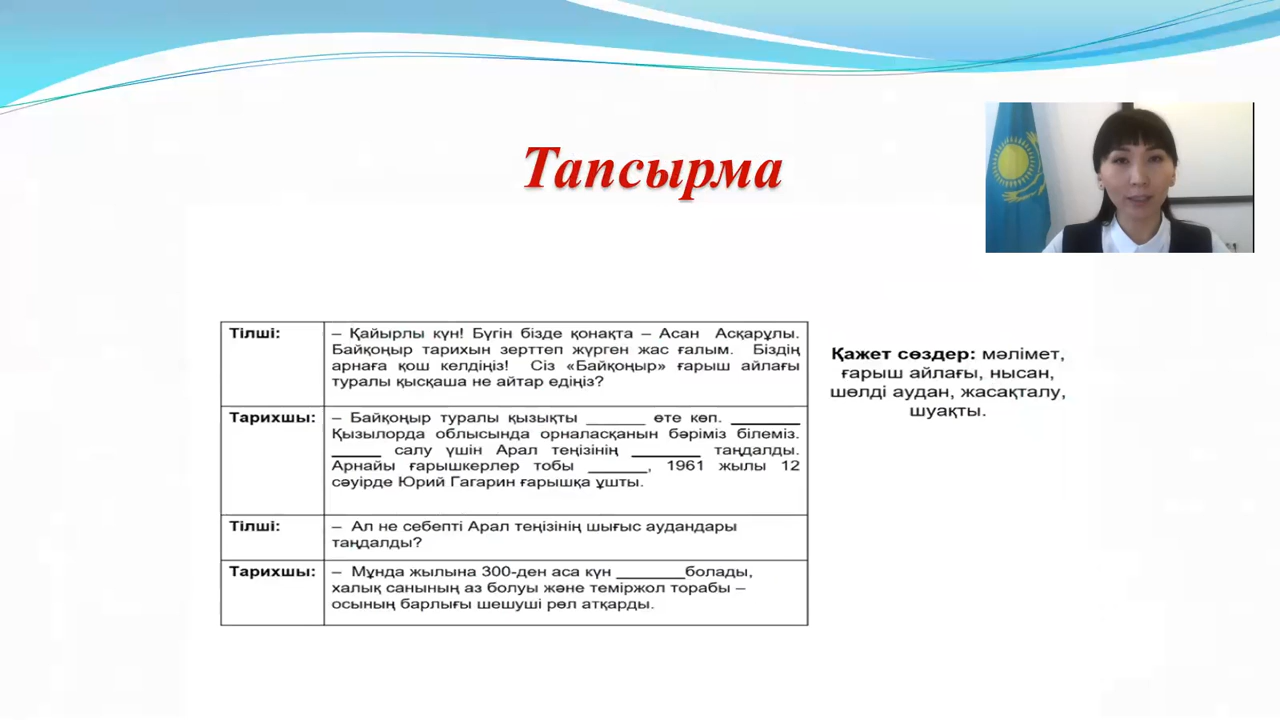 Тапсырма
Тілші:
– Қайырлы күн! Бүгін бізде қонақта – Асан Асқарұлы.
Байқоңыр тарихын зерттеп жүрген жас ғалым. Біздің
арнаға қош келдіңіз! Сіз «Байқоңыр» ғарыш айлағы
туралы қысқаша не айтар едіңіз?
Тарихшы:
– Байқоңыр туралы қызықты ______ өте көп. _______
Қызылорда облысында орналасқанын бәріміз білеміз.
_____ салу үшін Арал теңізінің _______ таңдалды.
Арнайы ғарышкерлер тобы ______, 1961 жылы 12
сәуірде Юрий Гагарин ғарышқа ұшты.
Тілші:
– Ал не себепті Арал теңізінің шығыс аудандары
таңдалды?
Тарихшы:
– Мұнда жылына 300-ден аса күн _______болады,
халық санының аз болуы және теміржол торабы –
осының барлығы шешуші рөл атқарды.
Қажет сөздер: мәлімет,
ғарыш айлағы, нысан,
шөлді аудан, жасақталу,
шуақты.